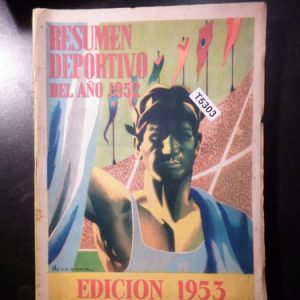 RESUMEN
DEPORTIVO
DEL AÑO 1952
T5303
EDICION 1953